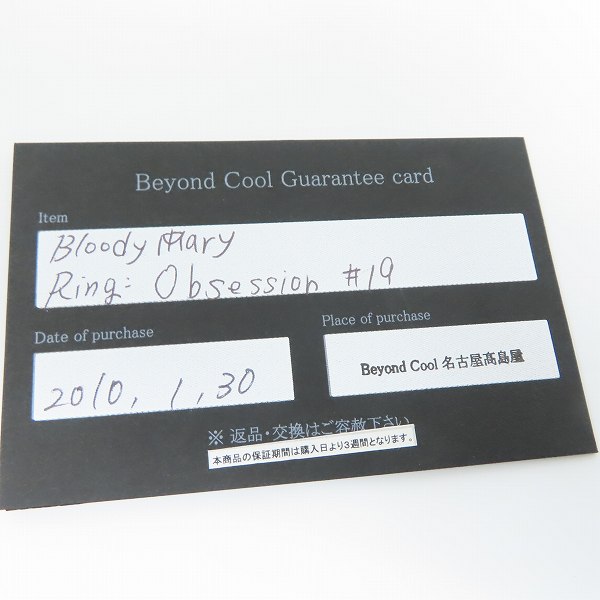 Beyond Cool Guarantee card
Item
Bloody Mary
Ring: Obsession #19
Date of purchase
Place of purchase
2010, 1, 30
Beyond Cool 名古屋髙島屋
※ 返品・交換はご容赦下さい
本商品の保証期間は購入日より3週間となります。